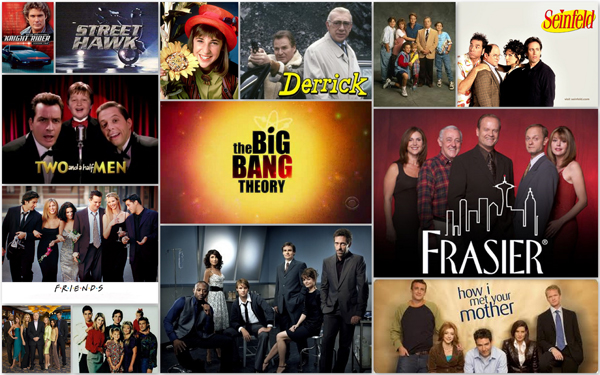 KNIGHT RIDER
STREET
HAWK
Derrick
Seinfeld
TWO and a half MEN
the BiG
BANG
THEORY
FRASIER®
F·R·I·E·N·D·S
how i
met your
mother